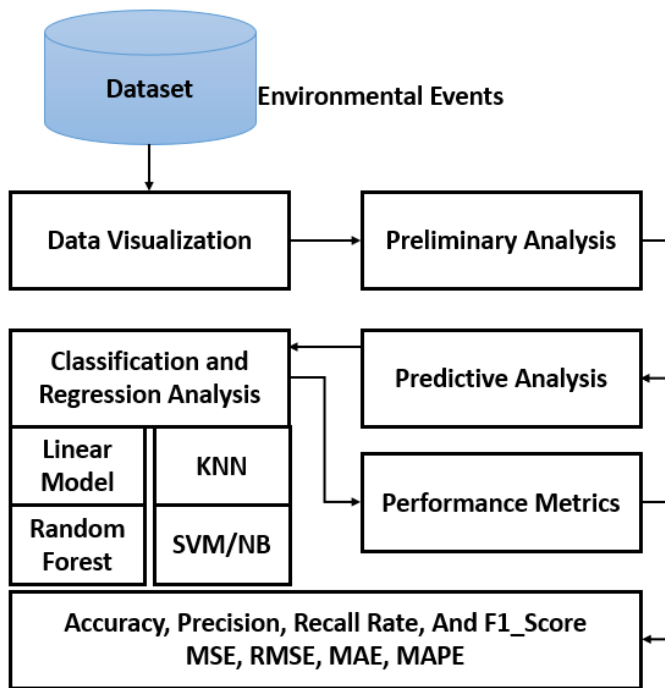 Dataset
Environmental Events
Data Visualization
Preliminary Analysis
Classification and
Regression Analysis
Predictive Analysis
Linear
Model
KNN
Random
Forest
SVM/NB
Performance Metrics
Accuracy, Precision, Recall Rate, And F1_Score
MSE, RMSE, MAE, MAPE